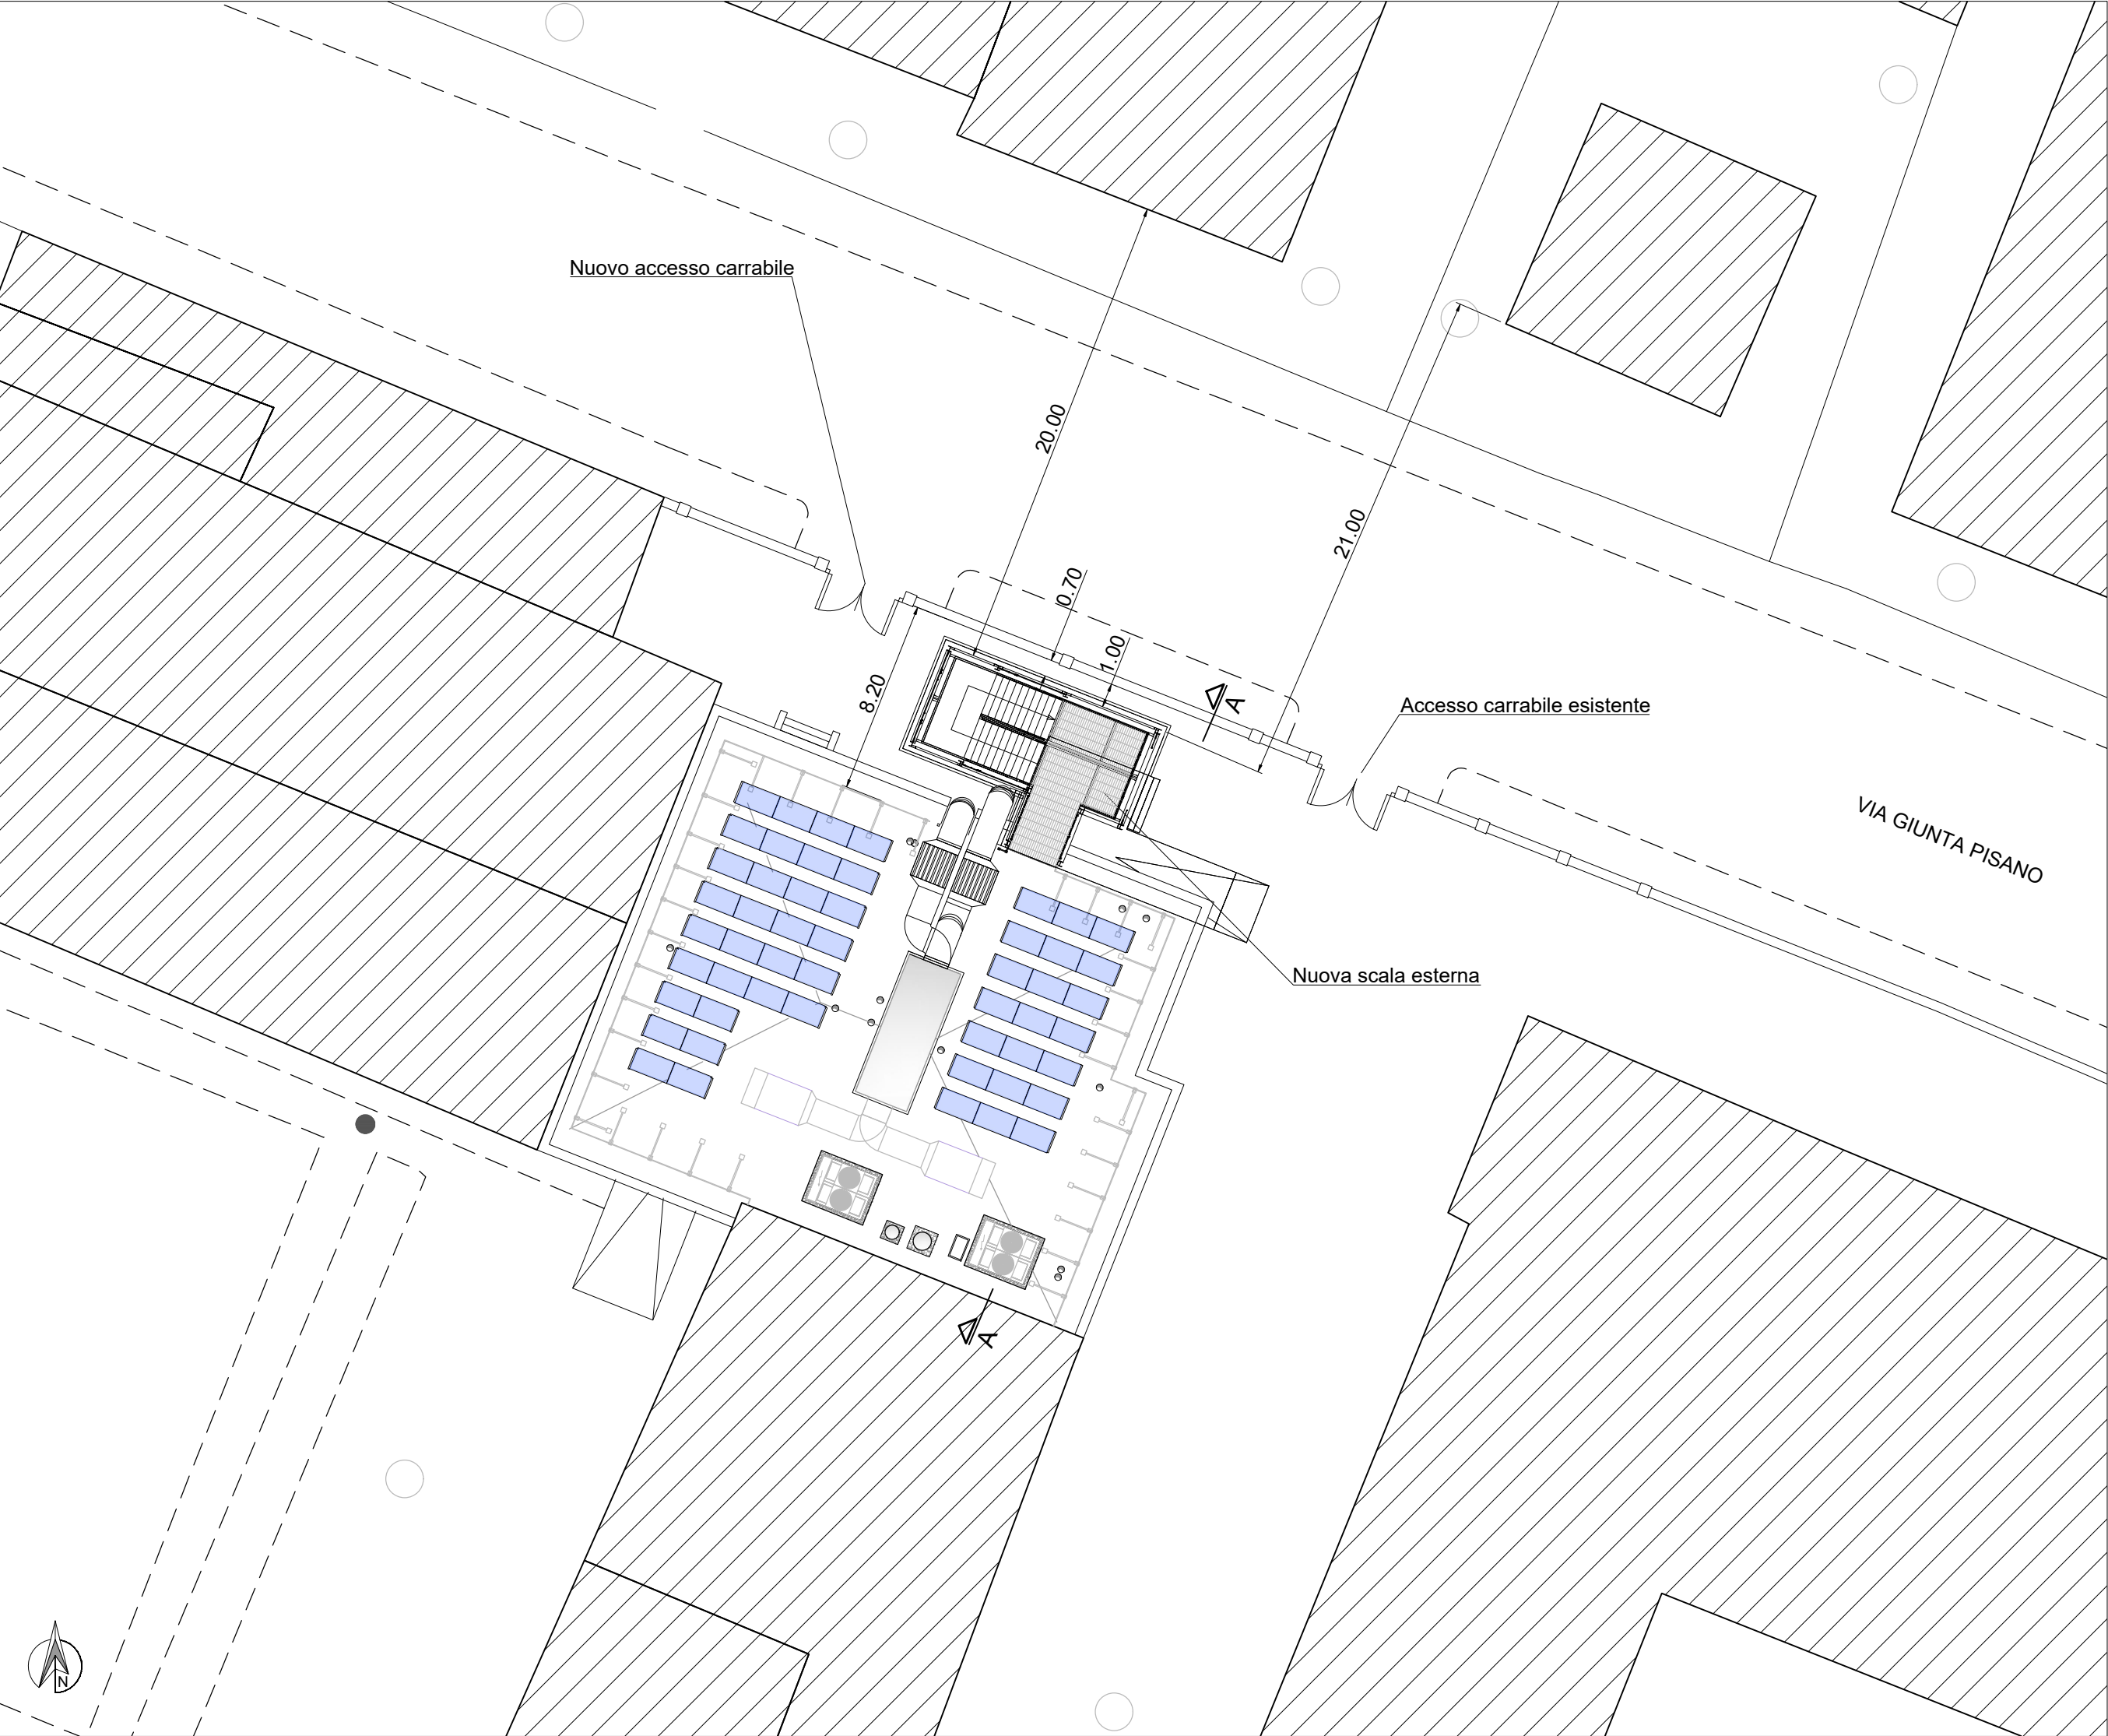 Nuovo accesso carrabile
20.00
21.00
0.70
1.00
8.20
A
Accesso carrabile esistente
VIA GIUNTA PISANO
Nuova scala esterna
A
N